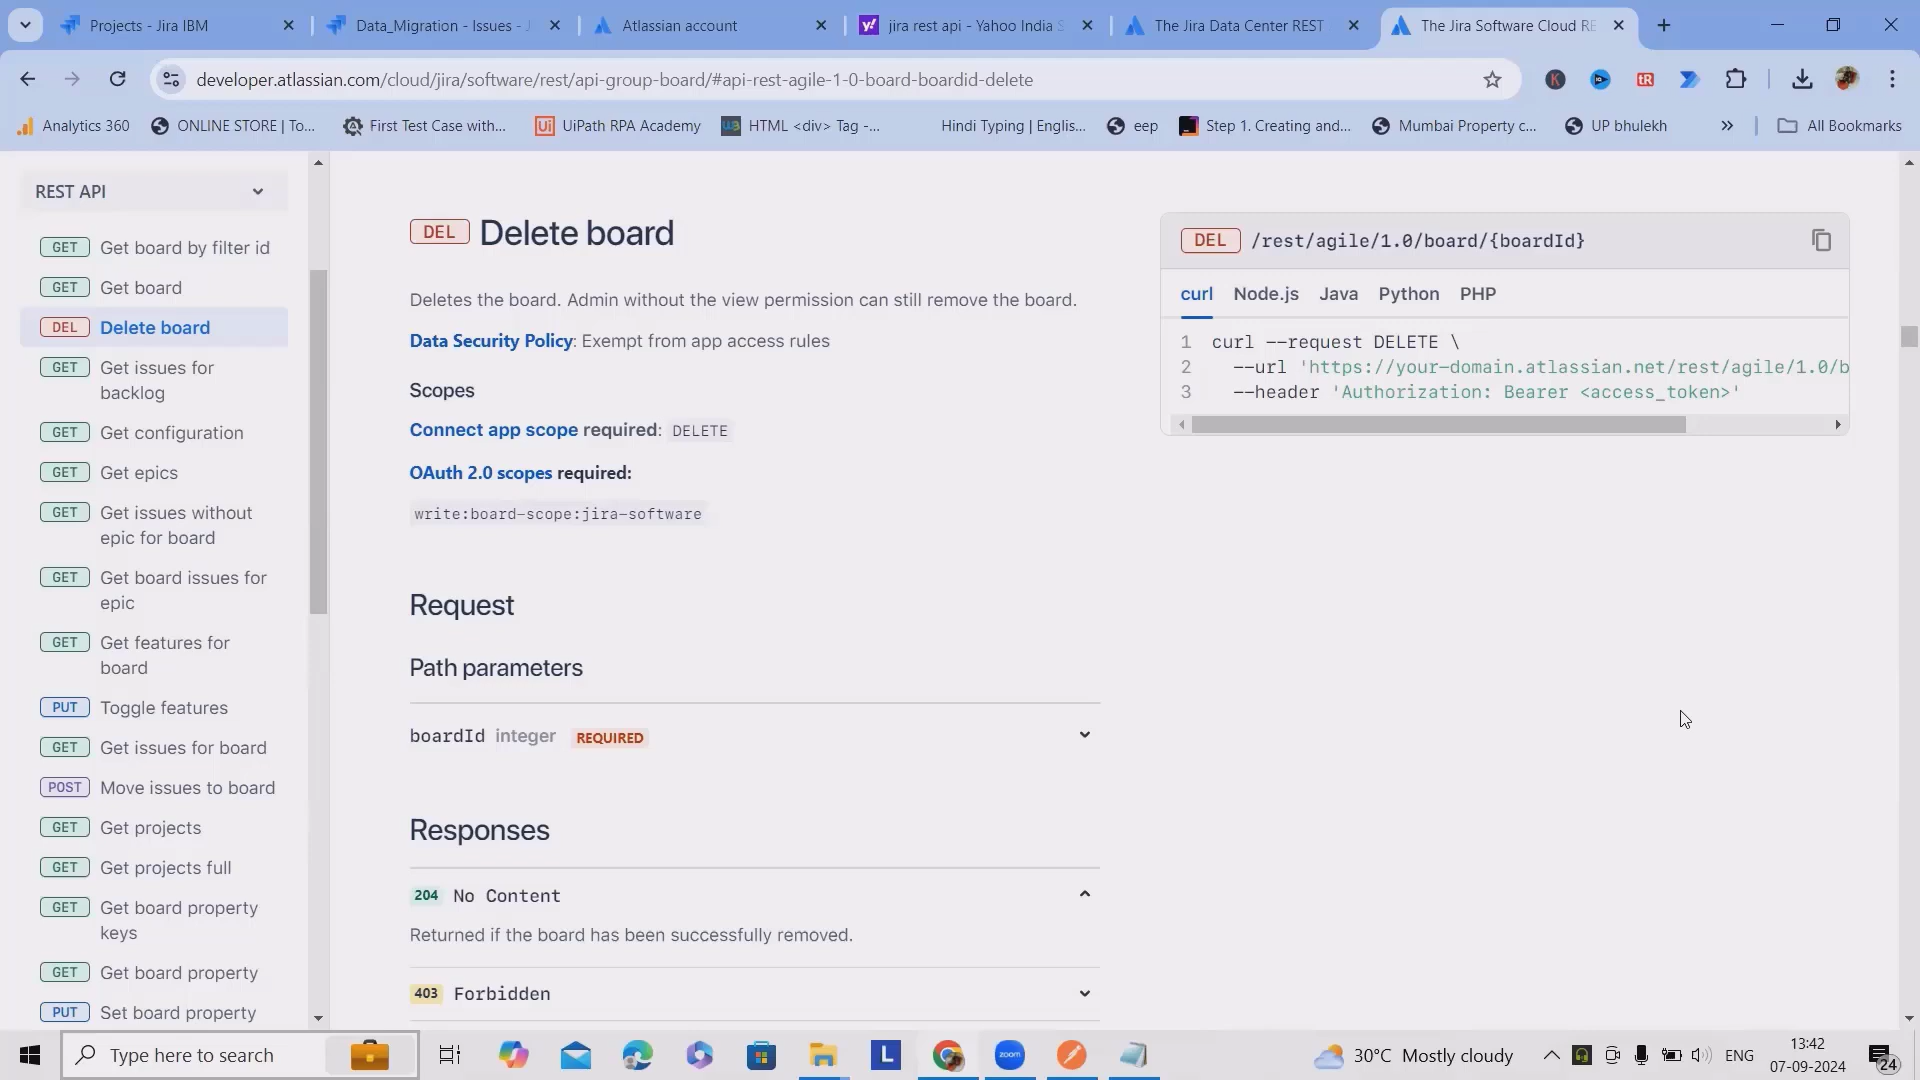 Projects - Jira IBM
Data_Migration - Issues - J
Atlassian account
jira rest api - Yahoo India S
The Jira Data Center REST
The Jira Software Cloud RE
developer.atlassian.com/cloud/jira/software/rest/api-group-board/#api-rest-agile-1-0-board-boardid-delete
Analytics 360
ONLINE STORE | To...
First Test Case with...
UiPath RPA Academy
HTML <div> Tag -...
Hindi Typing | Englis...
eep
Step 1. Creating and...
Mumbai Property c...
UP bhulekh
All Bookmarks
REST API
GET Get board by filter id
GET Get board
DEL Delete board
GET Get issues for
backlog
GET Get configuration
GET Get epics
GET Get issues without
epic for board
GET Get board issues for
epic
GET Get features for
board
PUT Toggle features
GET Get issues for board
POST Move issues to board
GET Get projects
GET Get projects full
GET Get board property
keys
GET Get board property
PUT Set board property
DEL Delete board
Deletes the board. Admin without the view permission can still remove the board.
Data Security Policy: Exempt from app access rules
Scopes
Connect app scope required: DELETE
OAuth 2.0 scopes required:
write:board-scope:jira-software
Request
Path parameters
boardId integer REQUIRED
Responses
204 No Content
Returned if the board has been successfully removed.
403 Forbidden
DEL /rest/agile/1.0/board/{boardId}
curl Node.js Java Python PHP
1 curl --request DELETE \
2 --url 'https://your-domain.atlassian.net/rest/agile/1.0/b
3 --header 'Authorization: Bearer <access_token>'
Type here to search
L
zoom
30°C Mostly cloudy
ENG
13:42
07-09-2024
24